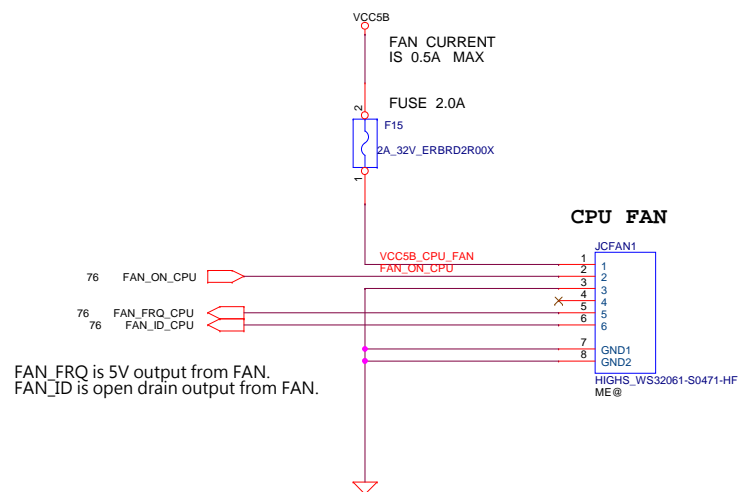 VCC5B
FAN CURRENT
IS 0.5A MAX
FUSE 2.0A
2
F15
2A_32V_ERBRD2R00X
1
CPU FAN
JCFAN1
VCC5B_CPU_FAN 1 1
76 FAN_ON_CPU FAN_ON_CPU 2 2
3 3
4 4
76 FAN_FRQ_CPU 5 5
76 FAN_ID_CPU 6 6
7 GND1
8 GND2
FAN_FRQ is 5V output from FAN.
FAN_ID is open drain output from FAN.
HIGHS_WS32061-S0471-HF
ME@